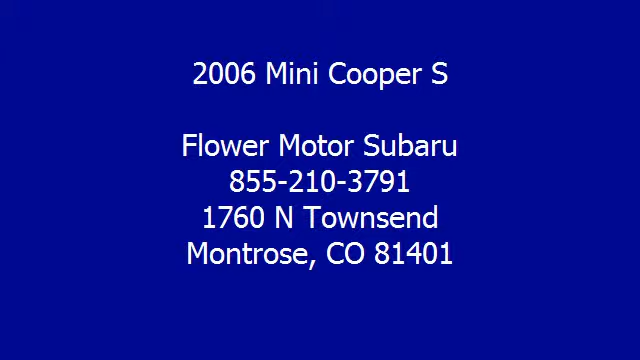 2006 Mini Cooper S
Flower Motor Subaru
855-210-3791
1760 N Townsend
Montrose, CO 81401